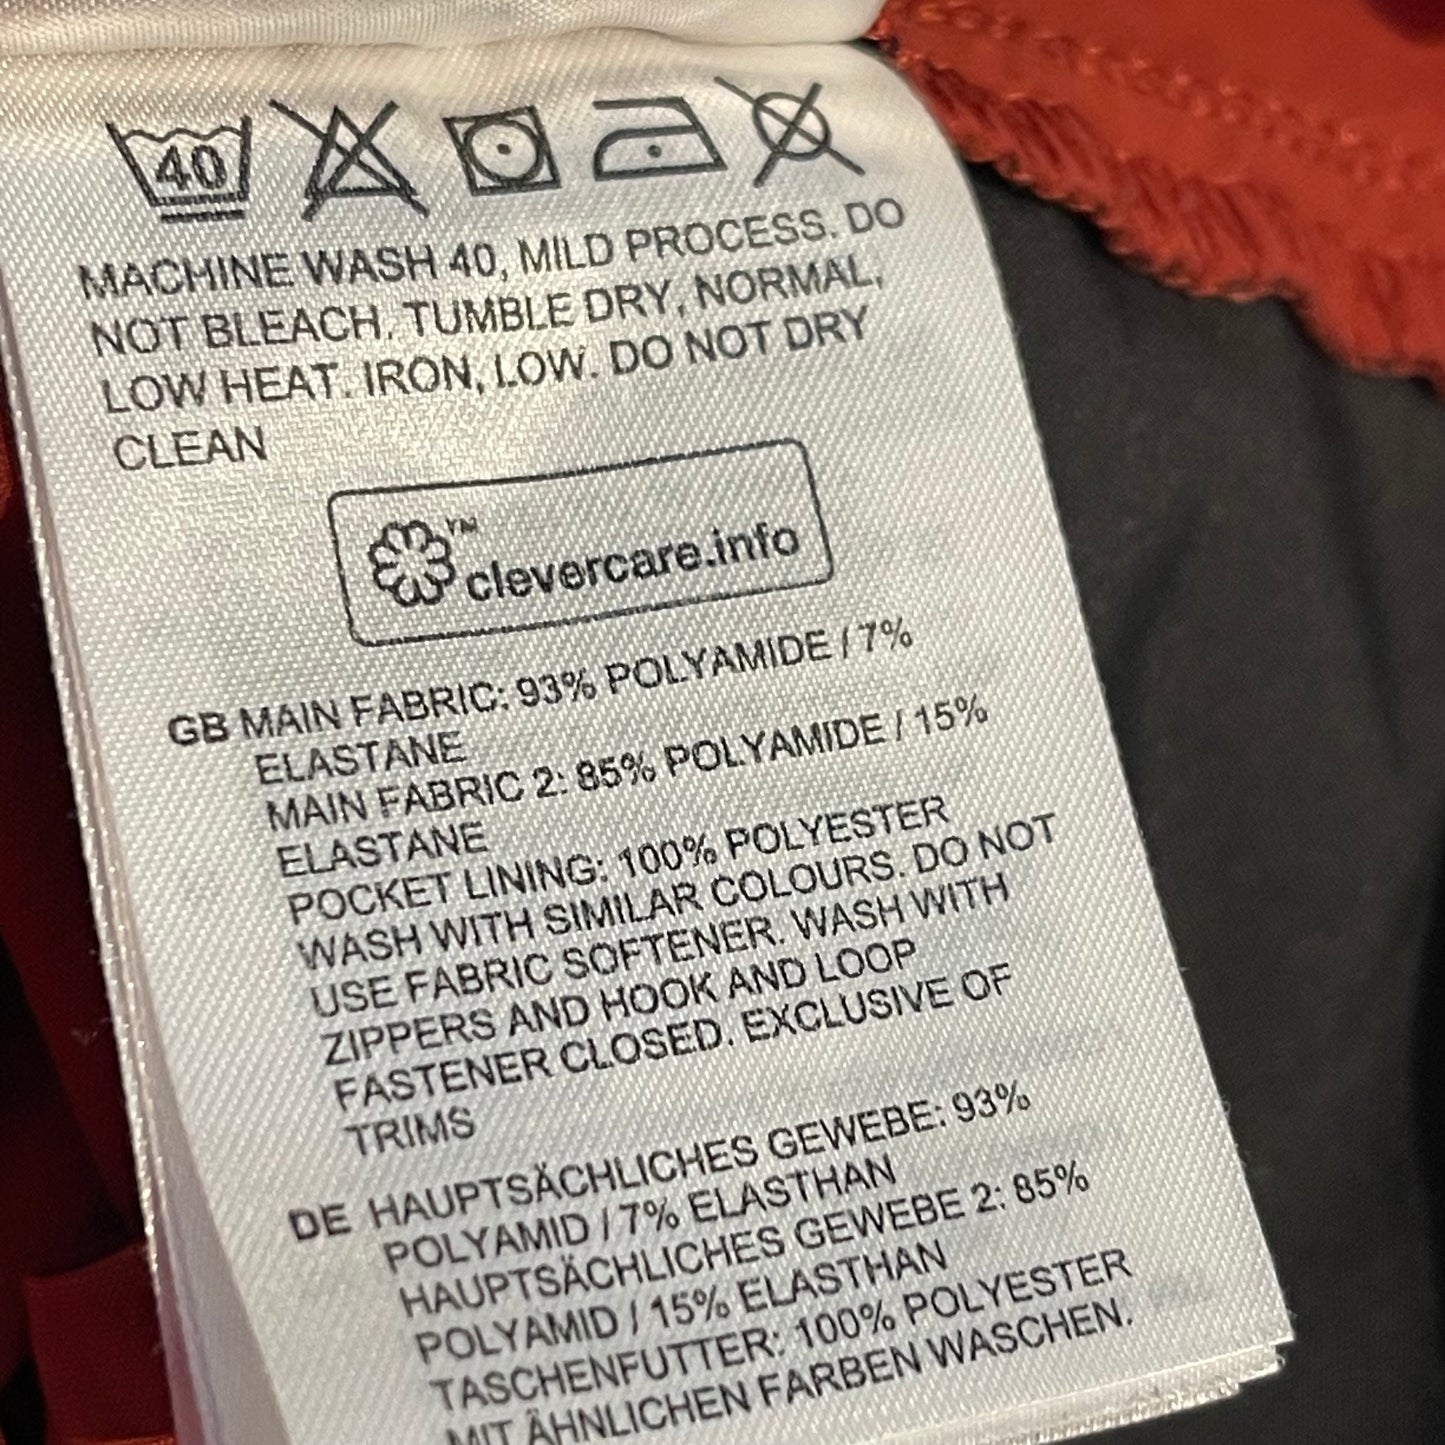 40
MACHINE WASH 40, MILD PROCESS. DO
NOT BLEACH, TUMBLE DRY, NORMAL,
LOW HEAT. IRON, LOW. DO NOT DRY
CLEAN
™
clevercare.info
GB MAIN FABRIC: 93% POLYAMIDE / 7%
ELASTANE
MAIN FABRIC 2: 85% POLYAMIDE / 15%
ELASTANE
POCKET LINING: 100% POLYESTER
WASH WITH SIMILAR COLOURS. DO NOT
USE FABRIC SOFTENER. WASH WITH
ZIPPERS AND HOOK AND LOOP
FASTENER CLOSED. EXCLUSIVE OF
TRIMS
DE HAUPTSÄCHLICHES GEWEBE: 93%
POLYAMID / 7% ELASTHAN
HAUPTSÄCHLICHES GEWEBE 2: 85%
POLYAMID / 15% ELASTHAN
TASCHENFUTTER: 100% POLYESTER
MIT ÄHNLICHEN FARBEN WASCHEN.